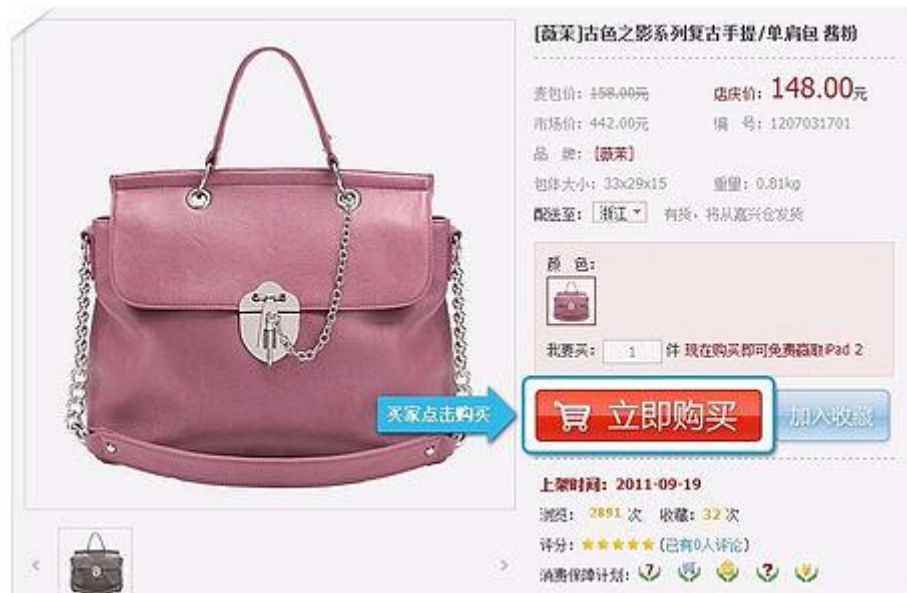 [薇茉]古色之影系列复古手提/单肩包 酱粉
麦包价：158.00元 店庆价：148.00元
市场价：442.00元 编 号：1207031701
品 牌：[薇茉]
包体大小：33x29x15 重量：0.81kg
配送至：浙江 有货，将从嘉兴仓发货
颜 色：
我要买：1 件 现在购买即可免费赢取iPad 2
买家点击购买
立即购买
加入收藏
上架时间：2011-09-19
浏览：2891 次 收藏：32 次
评分：★★★★★(已有0人评论)
消费保障计划：